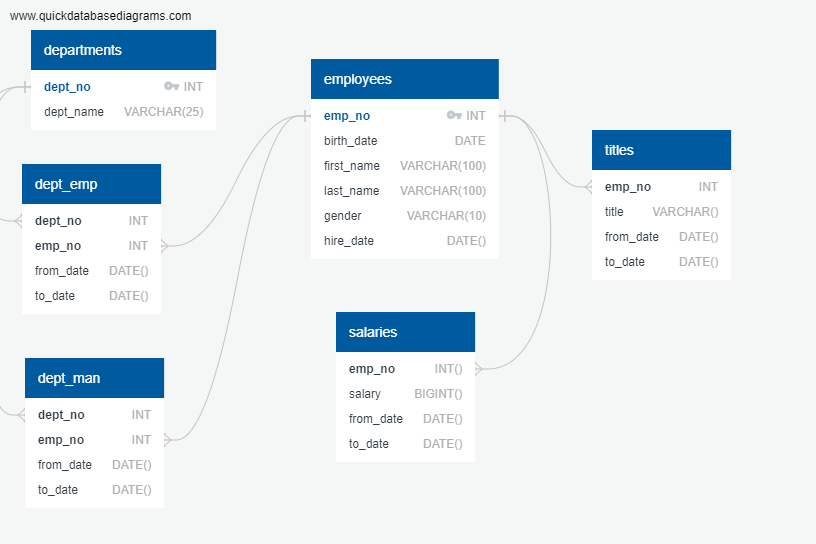 www.quickdatabasediagrams.com
departments
dept_no INT
dept_name VARCHAR(25)
employees
emp_no INT
birth_date DATE
first_name VARCHAR(100)
last_name VARCHAR(100)
gender VARCHAR(10)
hire_date DATE()
titles
emp_no INT
title VARCHAR()
from_date DATE()
to_date DATE()
dept_emp
dept_no INT
emp_no INT
from_date DATE()
to_date DATE()
salaries
emp_no INT()
salary BIGINT()
from_date DATE()
to_date DATE()
dept_man
dept_no INT
emp_no INT
from_date DATE()
to_date DATE()